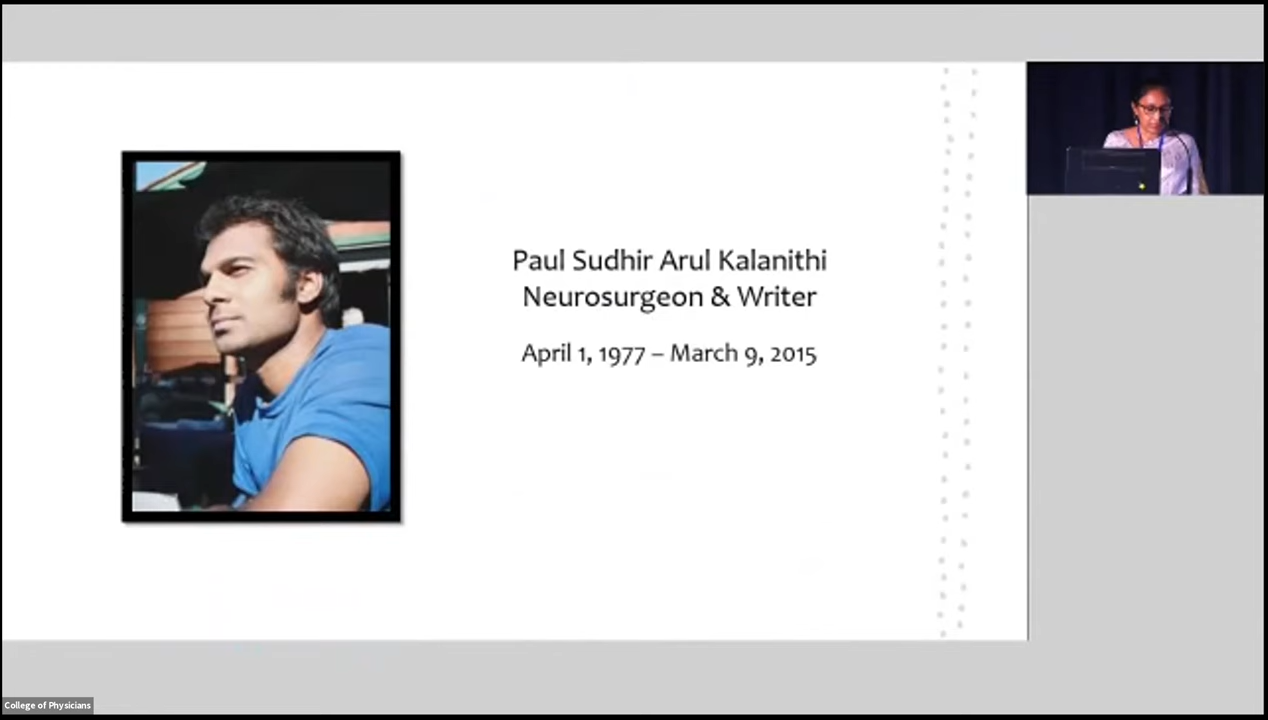 Paul Sudhir Arul Kalanithi
Neurosurgeon & Writer
April 1, 1977 – March 9, 2015
College of Physicians